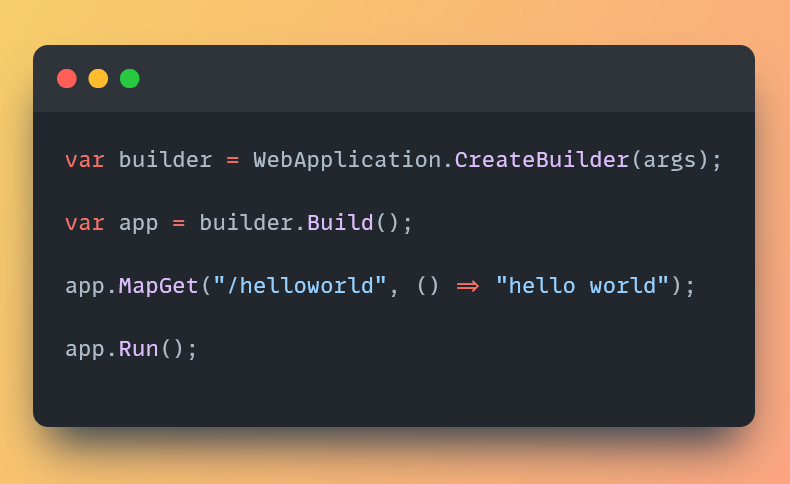 var builder = WebApplication.CreateBuilder(args);
var app = builder.Build();
app.MapGet("/helloworld", () => "hello world");
app.Run();